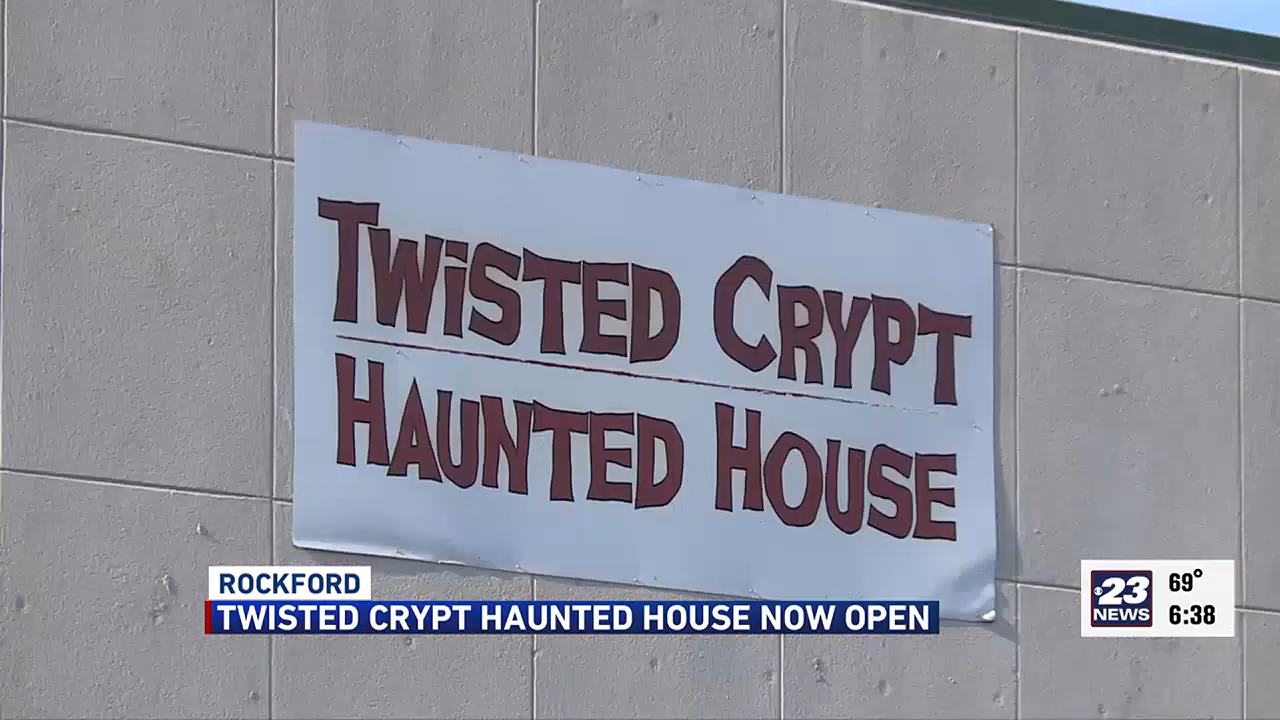 TWiSTED CRYPT
HAUNTED HOUSE
ROCKFORD
TWISTED CRYPT HAUNTED HOUSE NOW OPEN
23
NEWS
69°
6:38